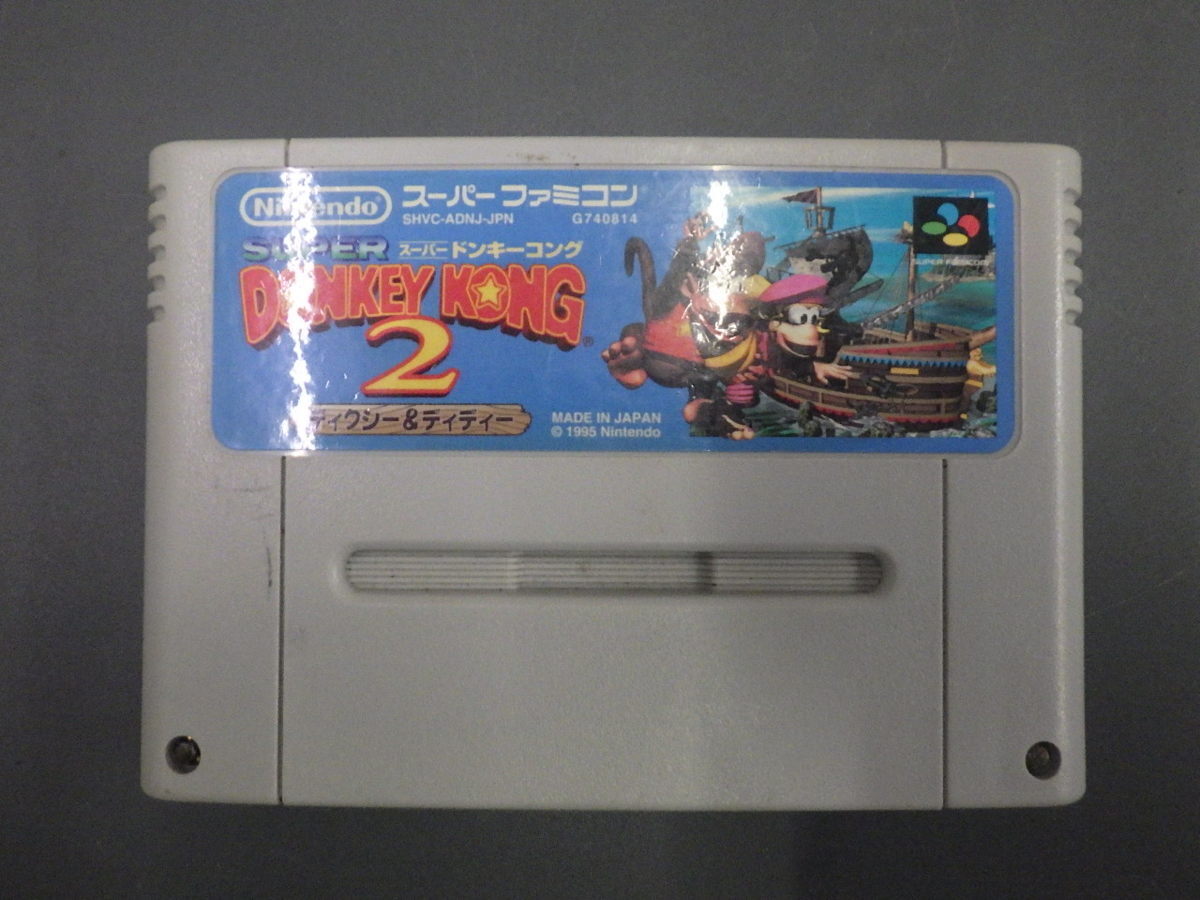 Nintendo
スーパーファミコン
SHVC-ADNJ-JPN G740814
SUPER スーパードンキーコング
DONKEY KONG
®
2
ディクシー&ディディー
MADE IN JAPAN
© 1995 Nintendo
SUPER FAMICOM